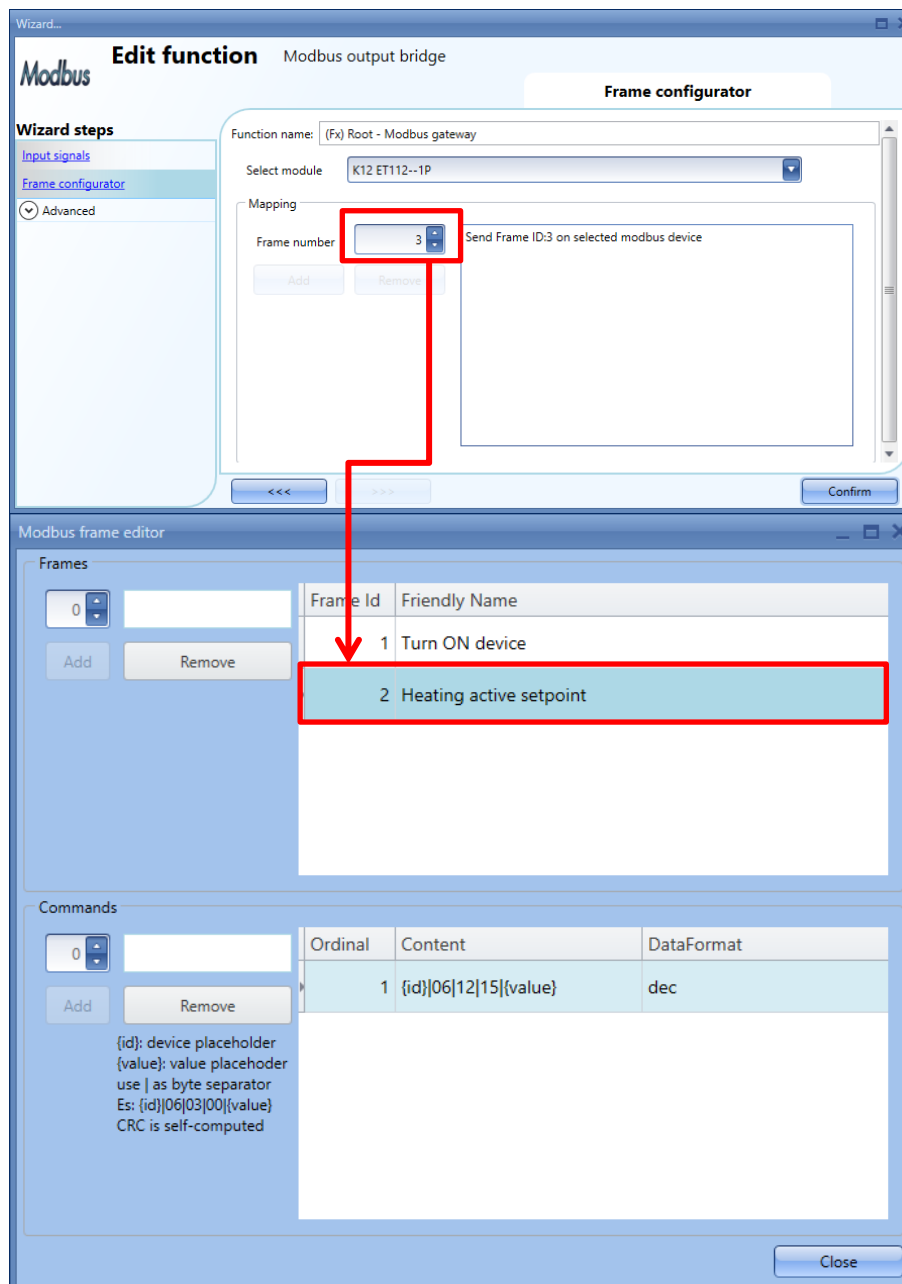 Wizard...
Modbus
Edit function Modbus output bridge
Frame configurator
Wizard steps
Input signals
Frame configurator
Advanced
Function name: (Fx) Root - Modbus gateway
Select module K12 ET112--1P
Mapping
Frame number 3
Send Frame ID:3 on selected modbus device
Add Remove
<<< >>> Confirm
Modbus frame editor
Frames
0
Add Remove
Frame Id Friendly Name
1 Turn ON device
2 Heating active setpoint
Commands
0
Add Remove
{id}: device placeholder
{value}: value placehoder
use | as byte separator
Es: {id}|06|03|00|{value}
CRC is self-computed
Ordinal Content DataFormat
1 {id}|06|12|15|{value} dec
Close